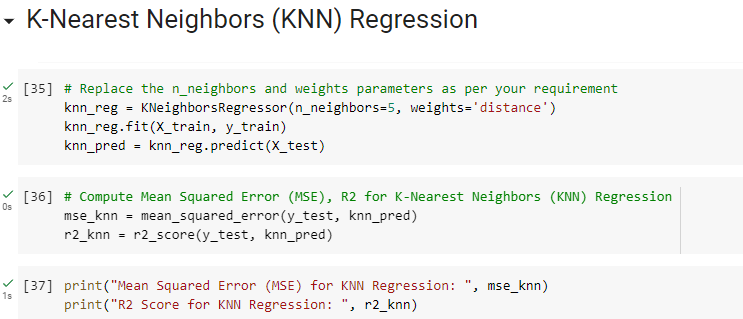 K-Nearest Neighbors (KNN) Regression
[35] # Replace the n_neighbors and weights parameters as per your requirement
2s
knn_reg = KNeighborsRegressor(n_neighbors=5, weights='distance')
knn_reg.fit(X_train, y_train)
knn_pred = knn_reg.predict(X_test)
[36] # Compute Mean Squared Error (MSE), R2 for K-Nearest Neighbors (KNN) Regression
0s
mse_knn = mean_squared_error(y_test, knn_pred)
r2_knn = r2_score(y_test, knn_pred)
[37] print("Mean Squared Error (MSE) for KNN Regression: ", mse_knn)
1s
print("R2 Score for KNN Regression: ", r2_knn)